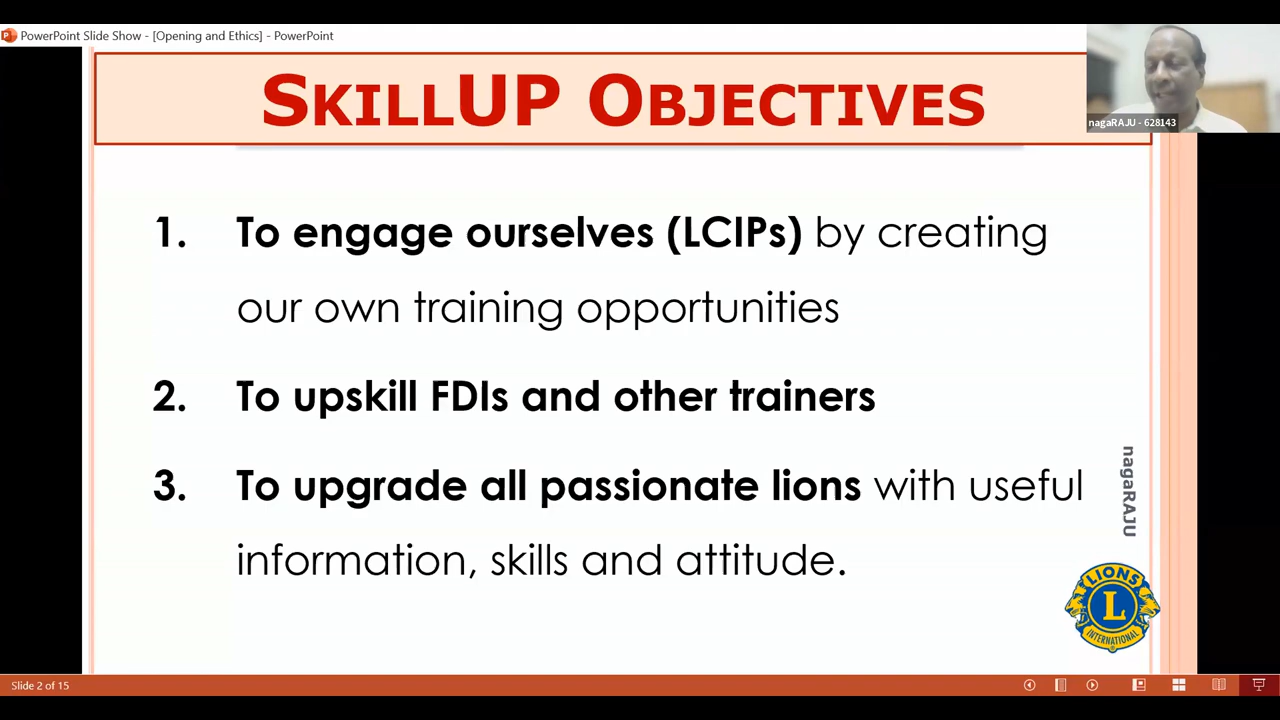 PowerPoint Slide Show - [Opening and Ethics] - PowerPoint
SKILLUP OBJECTIVES
nagaRAJU - 628143
1. To engage ourselves (LCIPs) by creating
our own training opportunities
2. To upskill FDIs and other trainers
3. To upgrade all passionate lions with useful
information, skills and attitude.
nagaRAJU
LIONS
L
INTERNATIONAL
Slide 2 of 15